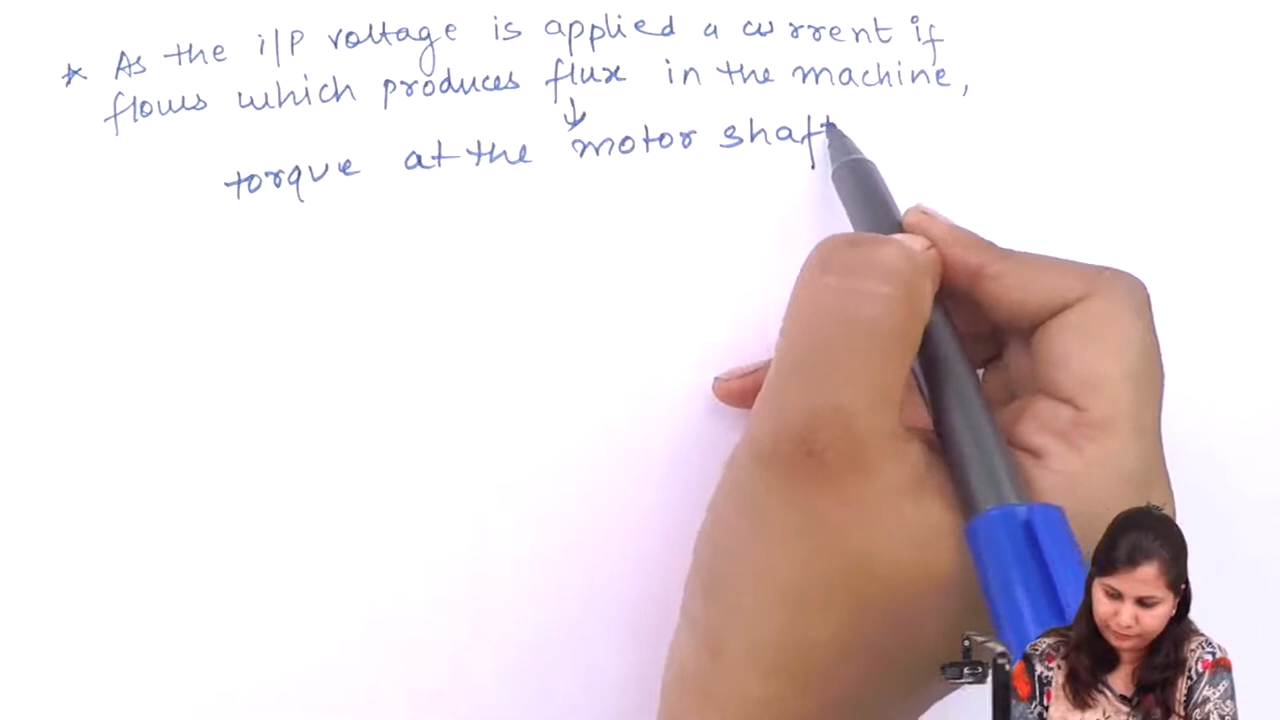 * As the i/P voltage is applied a current if
flows which produces flux in the machine,
↓
torque at the motor shaft